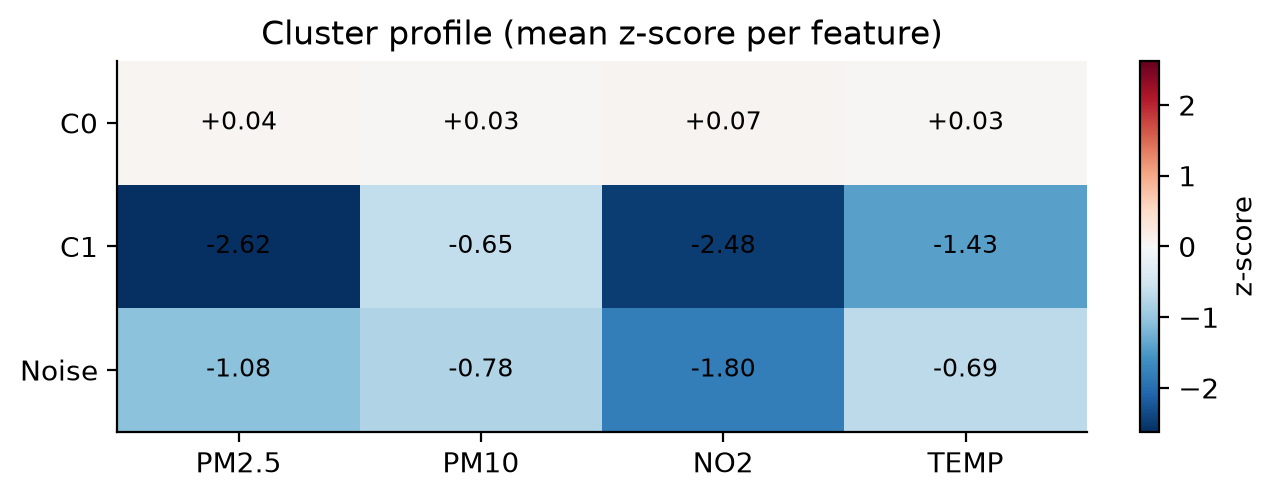 Cluster profile (mean z-score per feature)
C0 +0.04 +0.03 +0.07 +0.03
C1 -2.62 -0.65 -2.48 -1.43
Noise -1.08 -0.78 -1.80 -0.69
PM2.5 PM10 NO2 TEMP
2
1
0
−1
−2
z-score